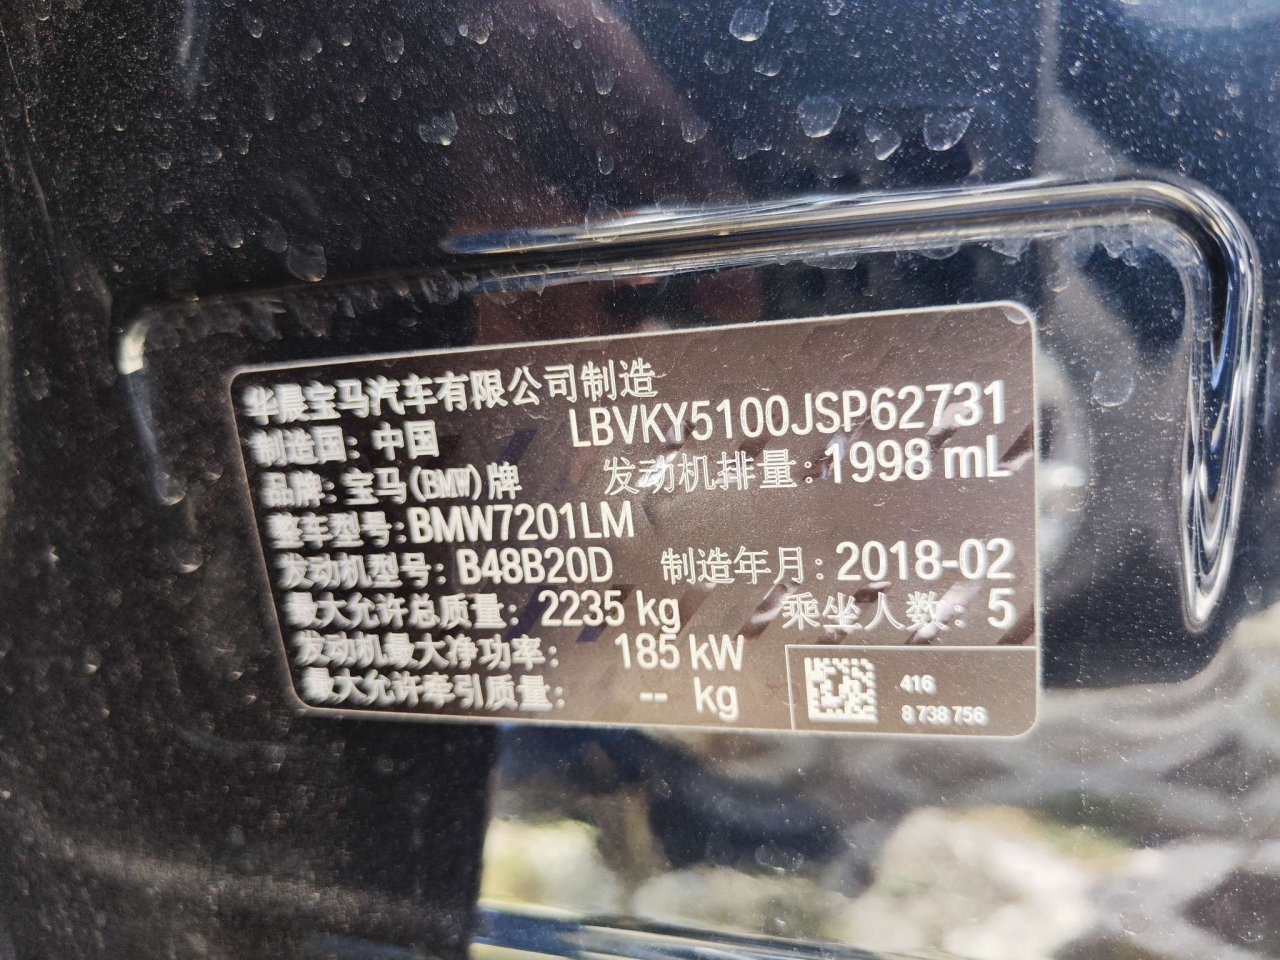 华晨宝马汽车有限公司制造
制造国：中国 LBVKY5100JSP62731
品牌：宝马(BMW)牌 发动机排量：1998 mL
整车型号：BMW7201LM
发动机型号：B48B20D 制造年月：2018-02
最大允许总质量：2235 kg 乘坐人数：5
发动机最大净功率： 185 kW
最大允许牵引质量： -- kg
416
8 738 756